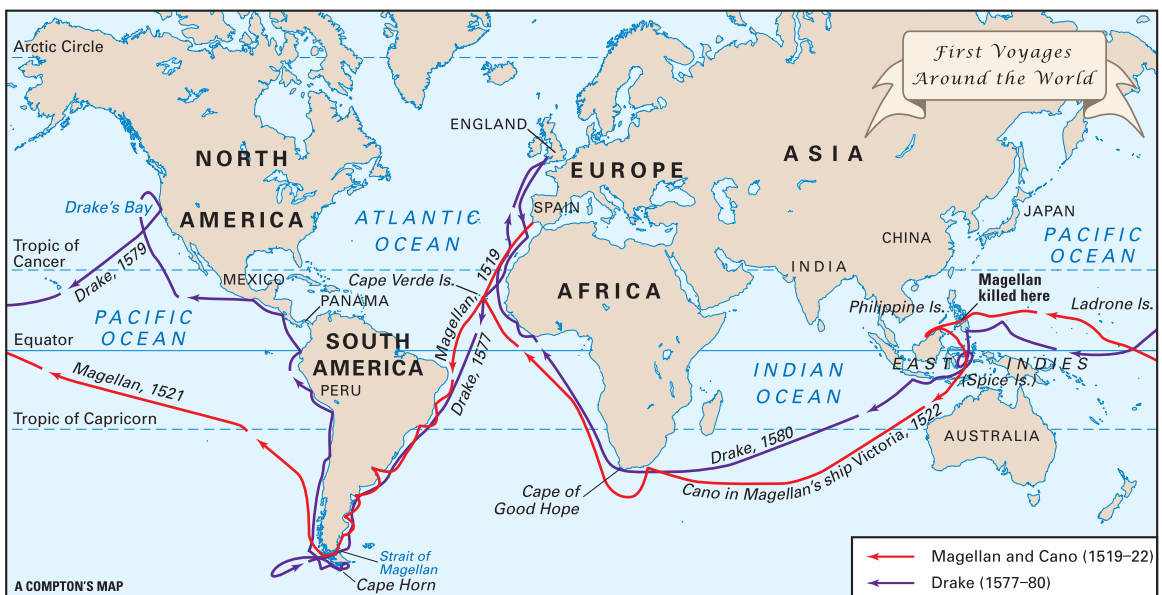 First Voyages
Around the World
Arctic Circle
ENGLAND
NORTH
AMERICA
EUROPE
ASIA
Drake's Bay
SPAIN
JAPAN
ATLANTIC
OCEAN
CHINA
PACIFIC
OCEAN
Tropic of
Cancer
Drake, 1579
MEXICO
Cape Verde Is.
Magellan, 1519
INDIA
Magellan
killed here
AFRICA
PANAMA
Philippine Is.
Ladrone Is.
PACIFIC
OCEAN
Equator
SOUTH
AMERICA
Drake, 1577
EAST INDIES
(Spice Is.)
INDIAN
OCEAN
Magellan, 1521
PERU
Tropic of Capricorn
Drake, 1580
AUSTRALIA
Cano in Magellan's ship Victoria, 1522
Cape of
Good Hope
Strait of
Magellan
Cape Horn
A COMPTON'S MAP
Magellan and Cano (1519–22)
Drake (1577–80)